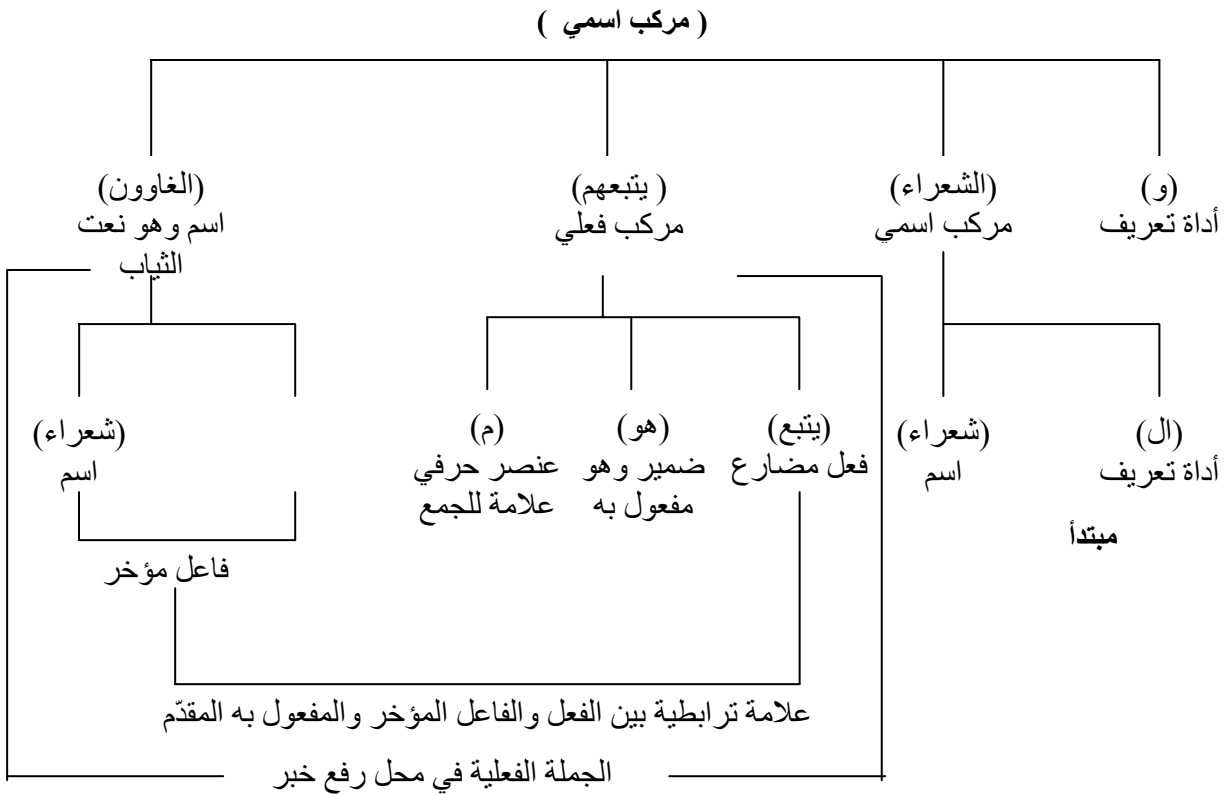 ( مركب اسمي )
(و)
أداة تعريف
(الشعراء)
مركب اسمي
( يتبعهم)
مركب فعلي
(الغاوون)
اسم وهو نعت
الثياب
(ال)
أداة تعريف
(شعراء)
اسم
مبتدأ
(يتبع)
فعل مضارع
(هو)
ضمير وهو
مفعول به
(م)
عنصر حرفي
علامة للجمع
(شعراء)
اسم
فاعل مؤخر
علامة ترابطية بين الفعل والفاعل المؤخر والمفعول به المقدّم
الجملة الفعلية في محل رفع خبر